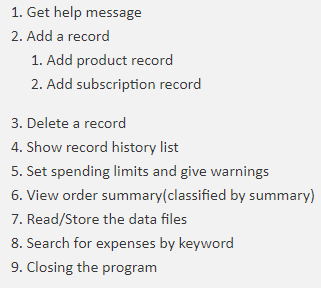 1. Get help message
2. Add a record
1. Add product record
2. Add subscription record
3. Delete a record
4. Show record history list
5. Set spending limits and give warnings
6. View order summary(classified by summary)
7. Read/Store the data files
8. Search for expenses by keyword
9. Closing the program